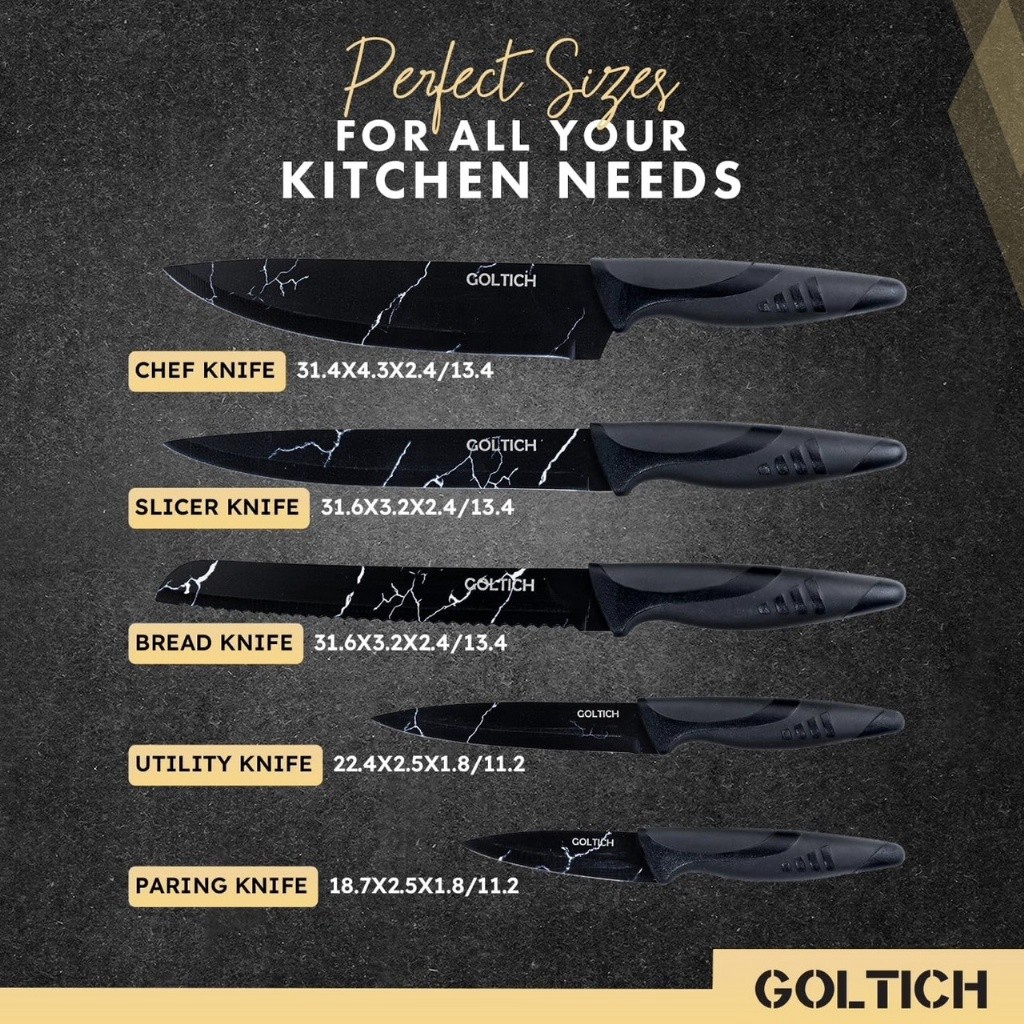 Perfect Sizes
FOR ALL YOUR
KITCHEN NEEDS
GOLTICH
CHEF KNIFE 31.4X4.3X2.4/13.4
GOLTICH
SLICER KNIFE 31.6X3.2X2.4/13.4
GOLTICH
BREAD KNIFE 31.6X3.2X2.4/13.4
GOLTICH
UTILITY KNIFE 22.4X2.5X1.8/11.2
GOLTICH
PARING KNIFE 18.7X2.5X1.8/11.2
GOLTICH